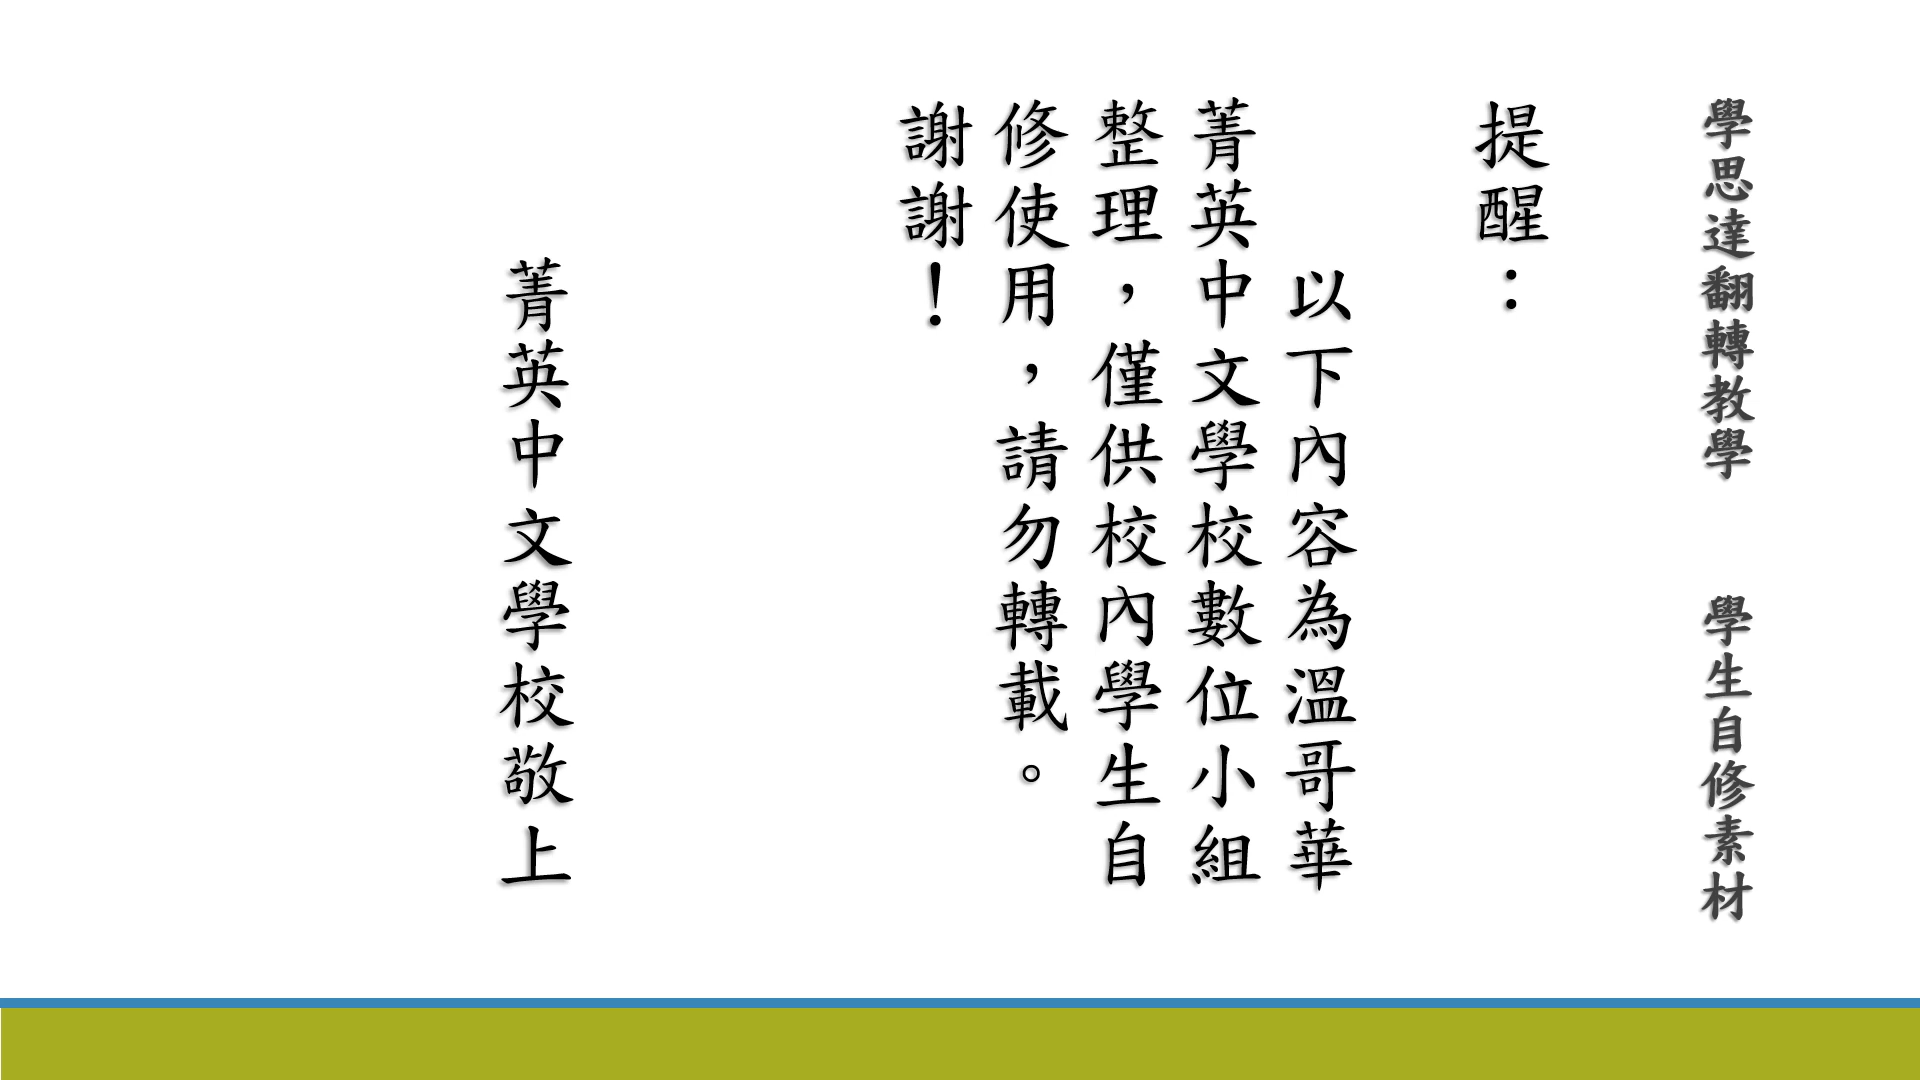 學思達翻轉教學　學生自修素材
提醒：
以下內容為溫哥華
菁英中文學校數位小組
整理，僅供校內學生自
修使用，請勿轉載。
謝謝！
菁英中文學校敬上